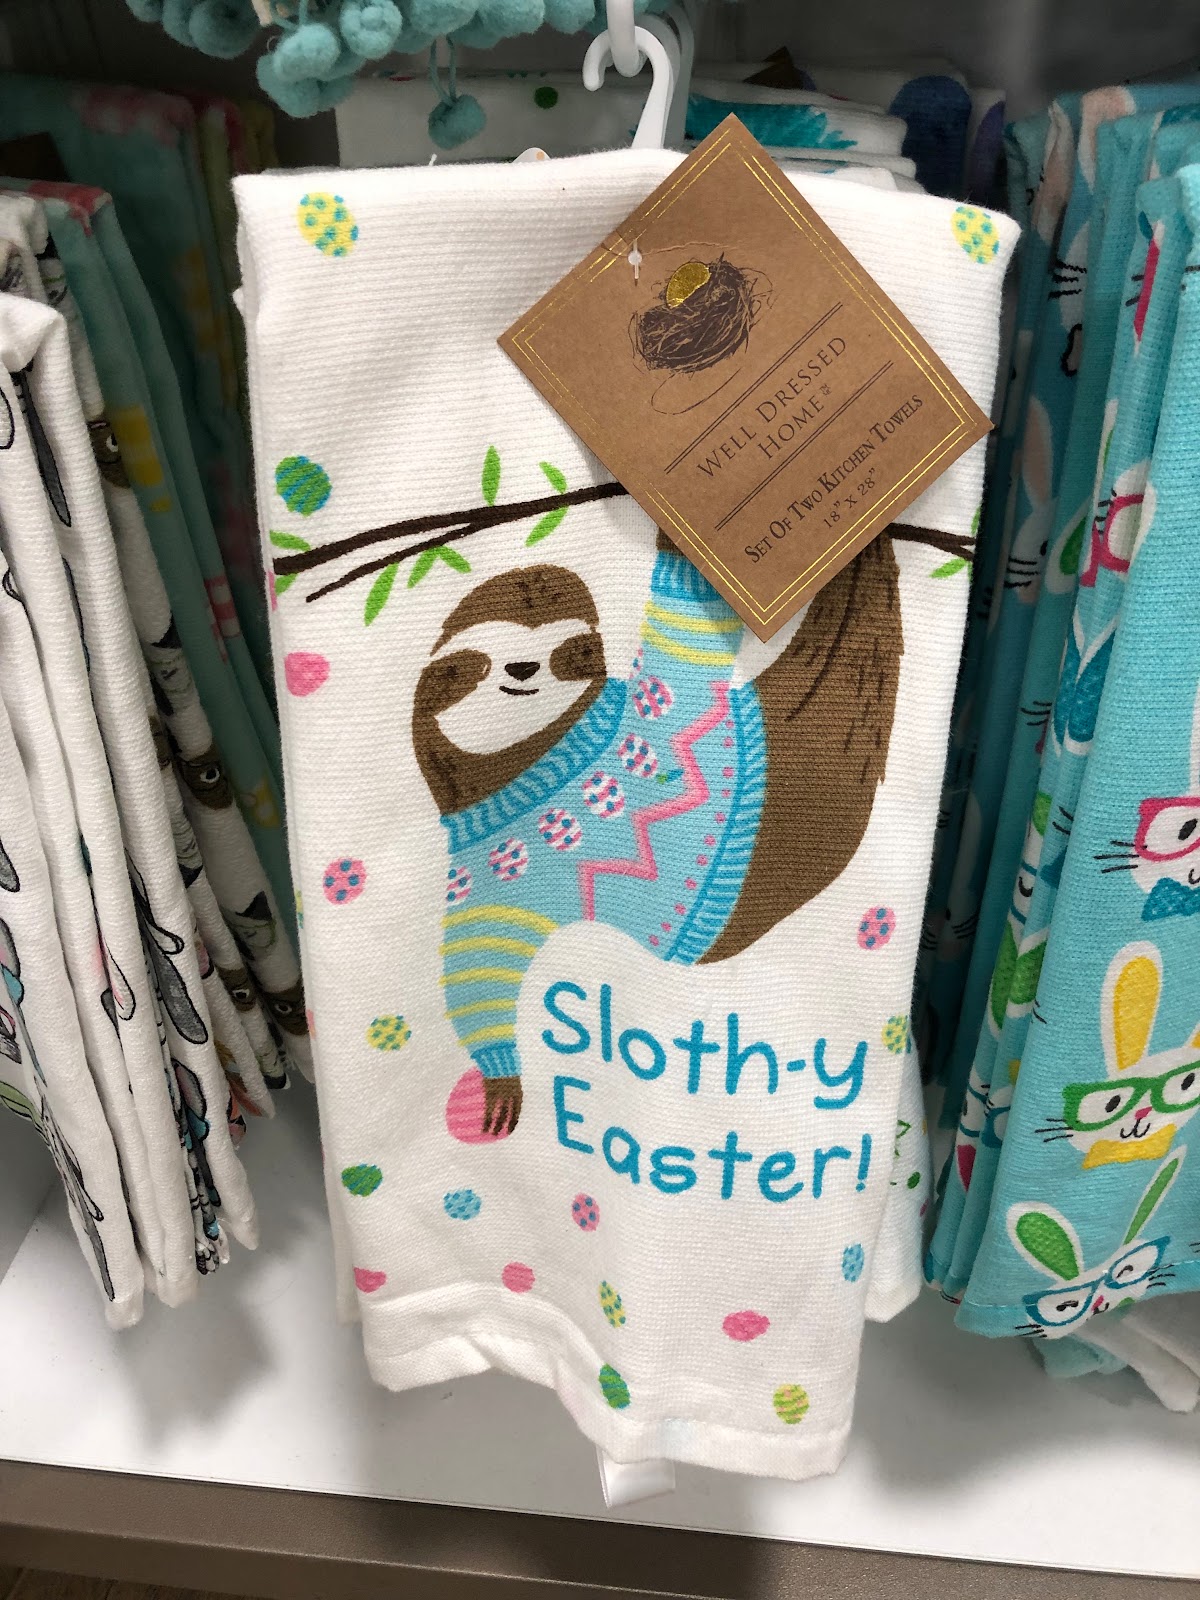 WELL DRESSED
HOME®
SET OF TWO KITCHEN TOWELS
18" X 28"
Sloth-y
Easter!